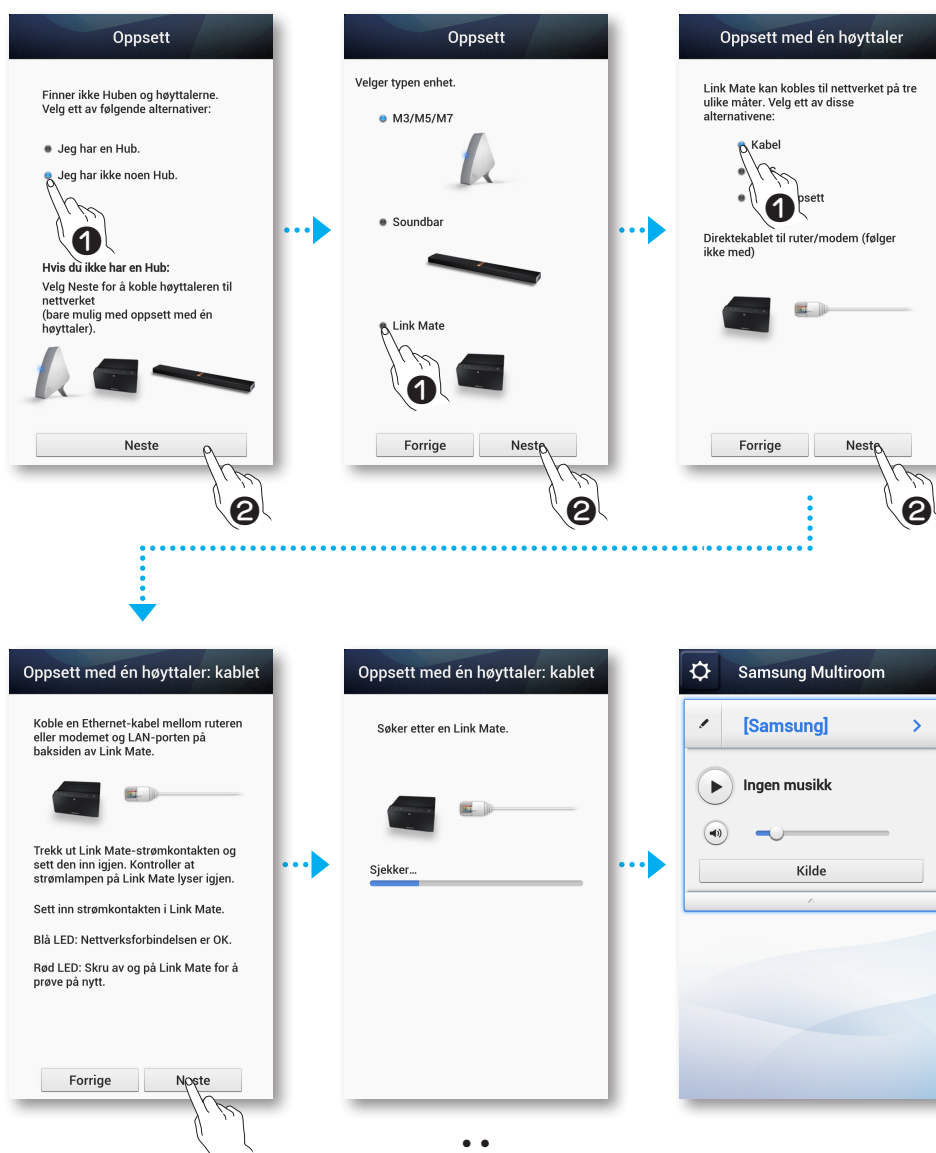 Oppsett
Finner ikke Huben og høyttalerne.
Velg ett av følgende alternativer:
Jeg har en Hub.
Jeg har ikke noen Hub.
1
Hvis du ikke har en Hub:
Velg Neste for å koble høyttaleren til
nettverket
(bare mulig med oppsett med én
høyttaler).
Neste
2
Oppsett
Velger typen enhet.
M3/M5/M7
Soundbar
Link Mate
1
Forrige
Neste
2
Oppsett med én høyttaler
Link Mate kan kobles til nettverket på tre
ulike måter. Velg ett av disse
alternativene:
Kabel
psett
1
Direktekablet til ruter/modem (følger
ikke med)
Forrige
Neste
2
Oppsett med én høyttaler: kablet
Koble en Ethernet-kabel mellom ruteren
eller modemet og LAN-porten på
baksiden av Link Mate.
Trekk ut Link Mate-strømkontakten og
sett den inn igjen. Kontroller at
strømlampen på Link Mate lyser igjen.
Sett inn strømkontakten i Link Mate.
Blå LED: Nettverksforbindelsen er OK.
Rød LED: Skru av og på Link Mate for å
prøve på nytt.
Forrige
Neste
Oppsett med én høyttaler: kablet
Søker etter en Link Mate.
Sjekker...
Samsung Multiroom
[Samsung]
Ingen musikk
Kilde